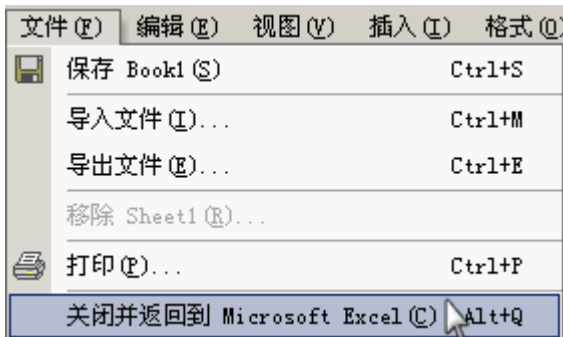 文件(F) 编辑(E) 视图(V) 插入(I) 格式(O)
保存 Book1(S) Ctrl+S
导入文件(I)... Ctrl+M
导出文件(E)... Ctrl+E
移除 Sheet1(R)...
打印(P)... Ctrl+P
关闭并返回到 Microsoft Excel(C) Alt+Q